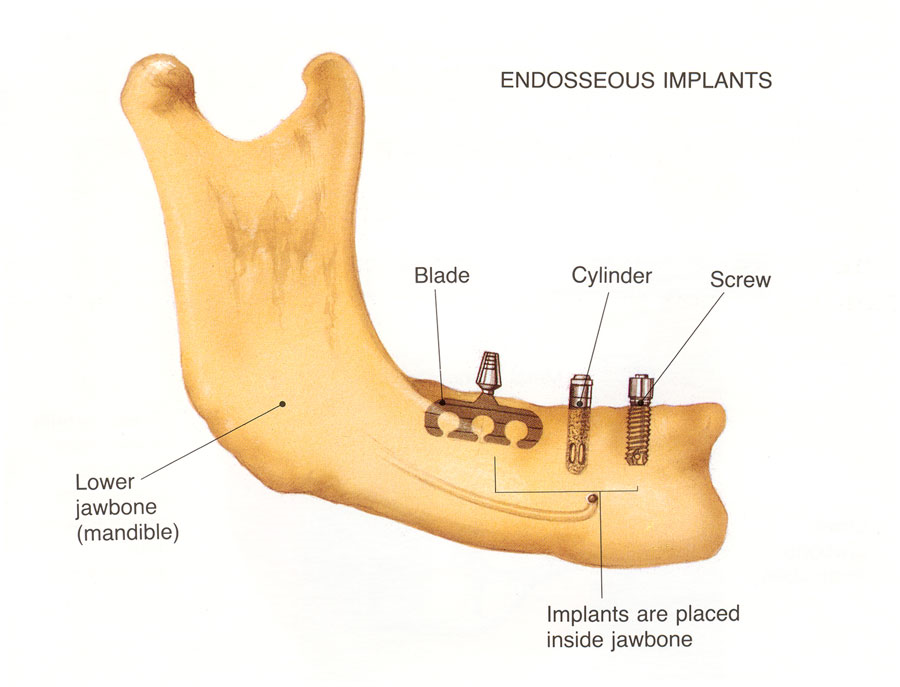 ENDOSSEOUS IMPLANTS
Blade
Cylinder
Screw
Lower
jawbone
(mandible)
Implants are placed
inside jawbone